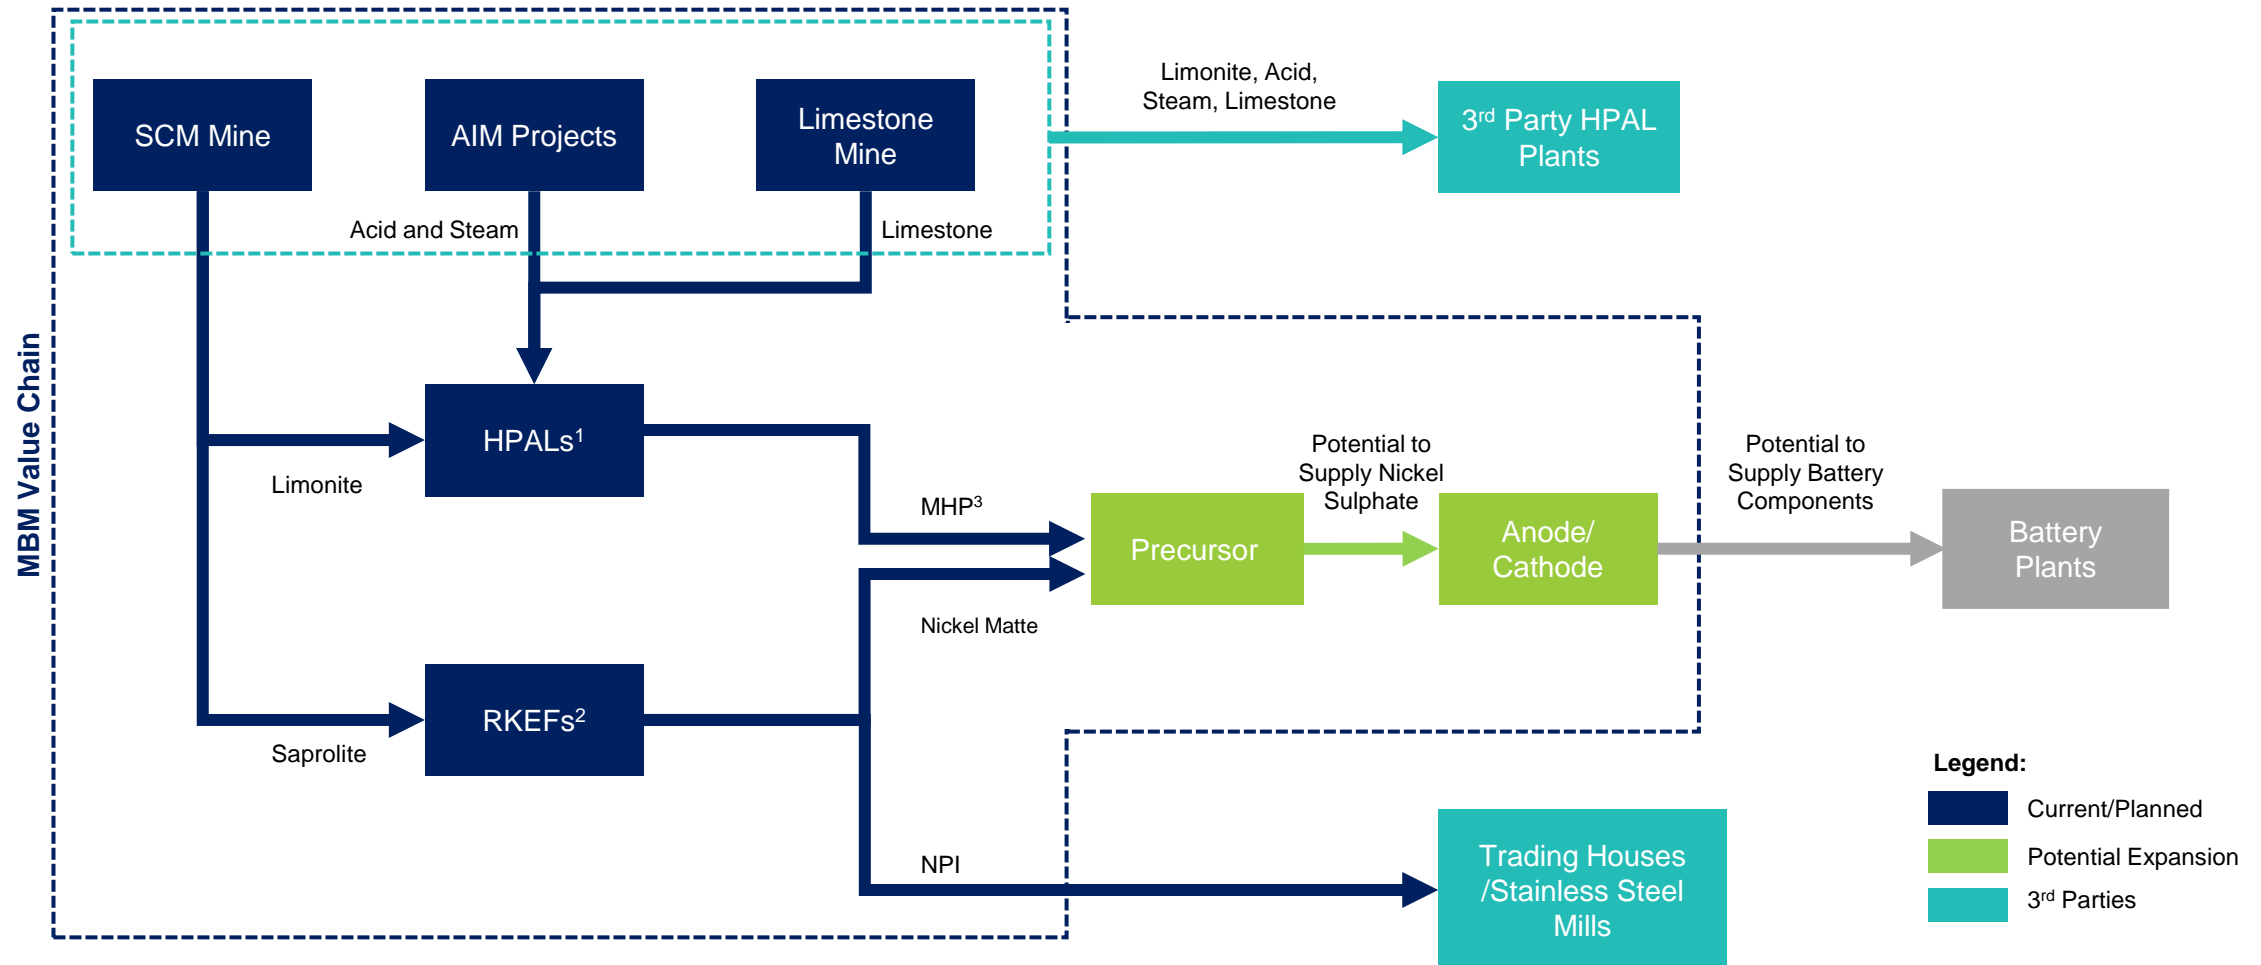 SCM Mine
AIM Projects
Limestone
Mine
Limonite, Acid,
Steam, Limestone
3rd Party HPAL
Plants
Acid and Steam
Limestone
MBM Value Chain
HPALs1
Limonite
MHP3
Potential to
Supply Nickel
Sulphate
Potential to
Supply Battery
Components
Precursor
Anode/
Cathode
Battery
Plants
Nickel Matte
RKEFs2
Saprolite
NPI
Trading Houses
/Stainless Steel
Mills
Legend:
Current/Planned
Potential Expansion
3rd Parties